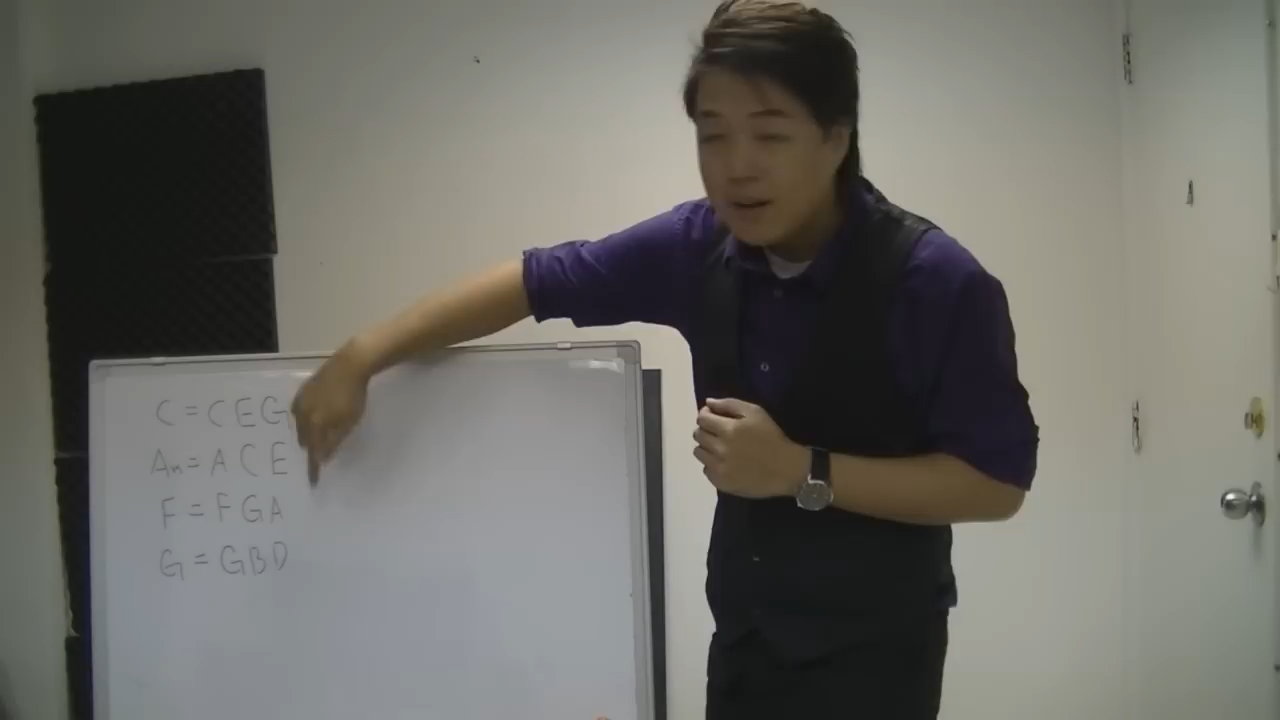 C = C E G
Am = A C E
F = F G A
G = G B D